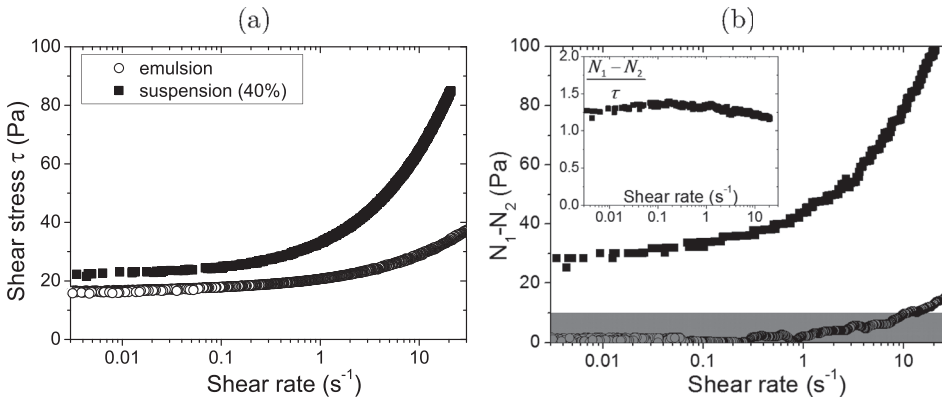 (a)
100
80
60
40
20
0
Shear stress τ (Pa)
emulsion
suspension (40%)
0.01
0.1
1
10
Shear rate (s⁻¹)
(b)
100
80
60
40
20
10
0
N₁-N₂ (Pa)
2.0
1.5
1.0
0.5
0.0
N₁ − N₂
τ
Shear rate (s⁻¹)
0.01
0.1
1
10
0.01
0.1
1
10
Shear rate (s⁻¹)